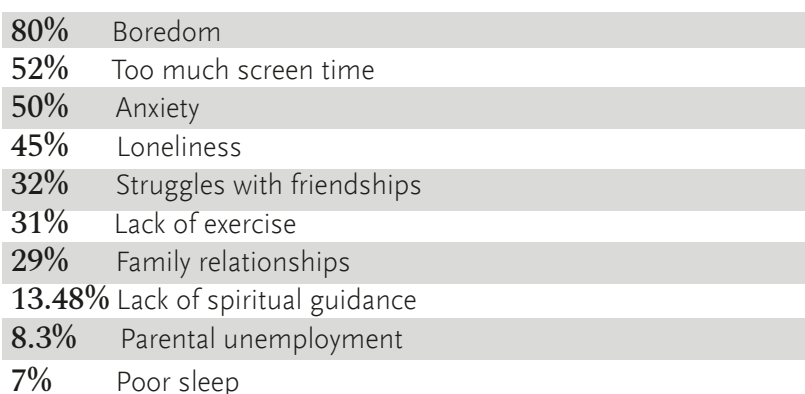 80% Boredom
52% Too much screen time
50% Anxiety
45% Loneliness
32% Struggles with friendships
31% Lack of exercise
29% Family relationships
13.48% Lack of spiritual guidance
8.3% Parental unemployment
7% Poor sleep